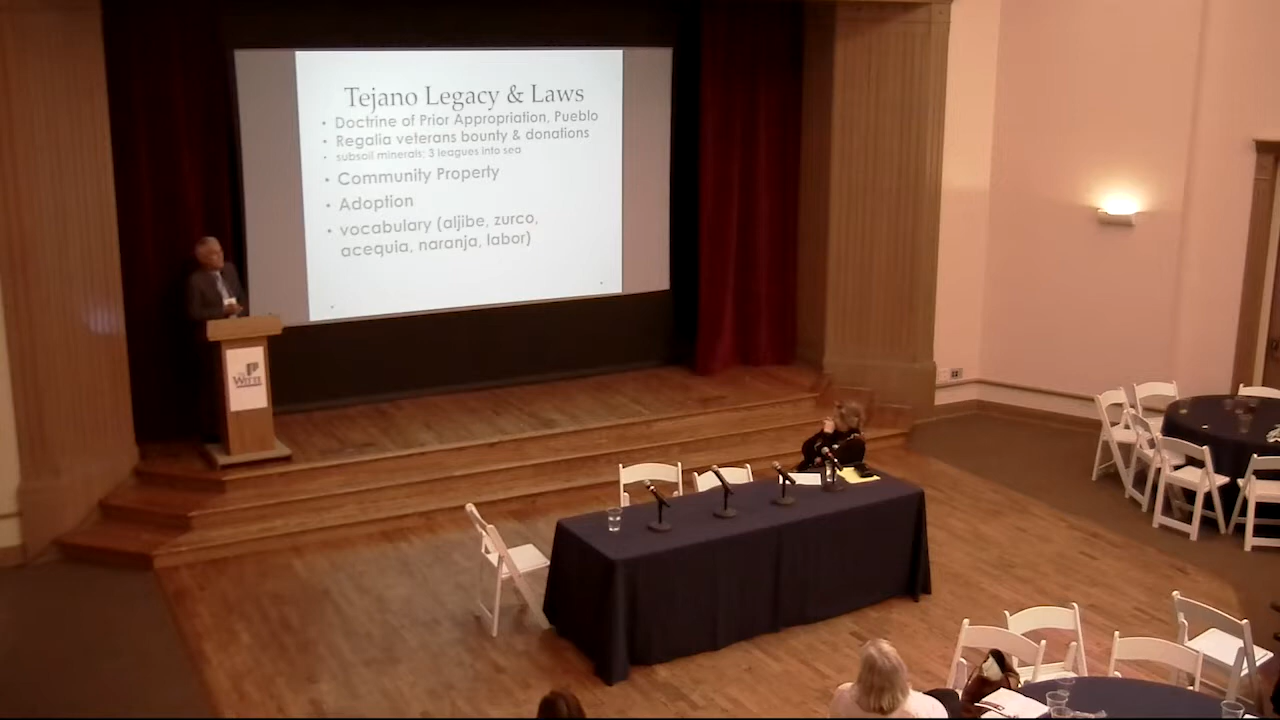 Tejano Legacy & Laws
• Doctrine of Prior Appropriation, Pueblo
• Regalia veterans bounty & donations
• subsoil minerals; 3 leagues into sea
• Community Property
• Adoption
• vocabulary (aljibe, zurco,
acequia, naranja, labor)
The
WITTE